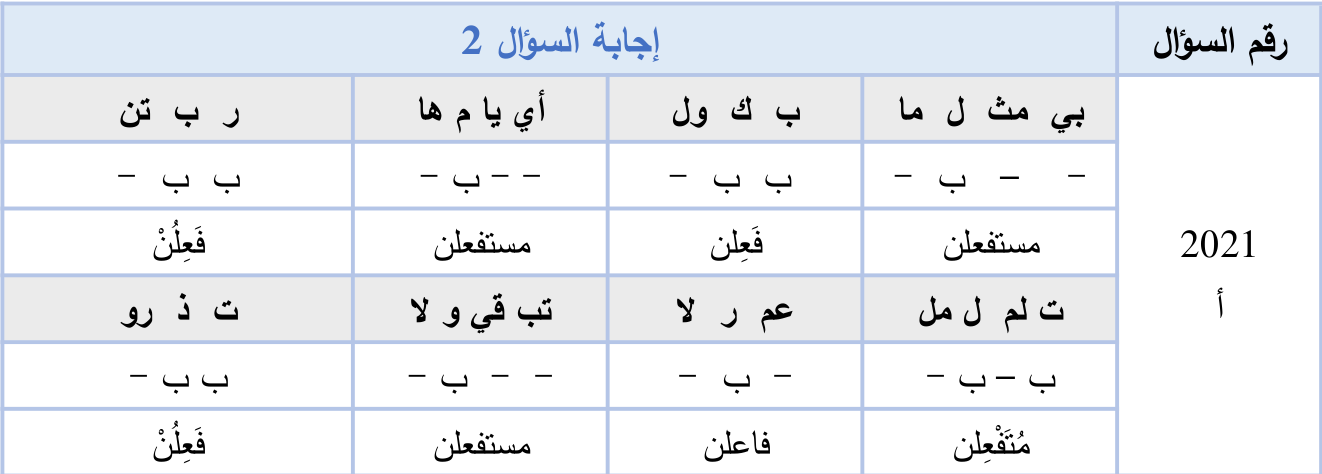 رقم السؤال إجابة السؤال 2
بي مث ل ما ب ك ول أي يا م ها ر ب تن
- – ب - ب ب - - - ب - ب ب -
مستفعلن فَعِلن مستفعلن فَعِلُنْ
2021
أ
ت لم ل مل عم ر لا تب قي و لا ت ذ رو
ب – ب - - ب - - - ب - ب ب -
مُتَفْعِلن فاعلن مستفعلن فَعِلُنْ